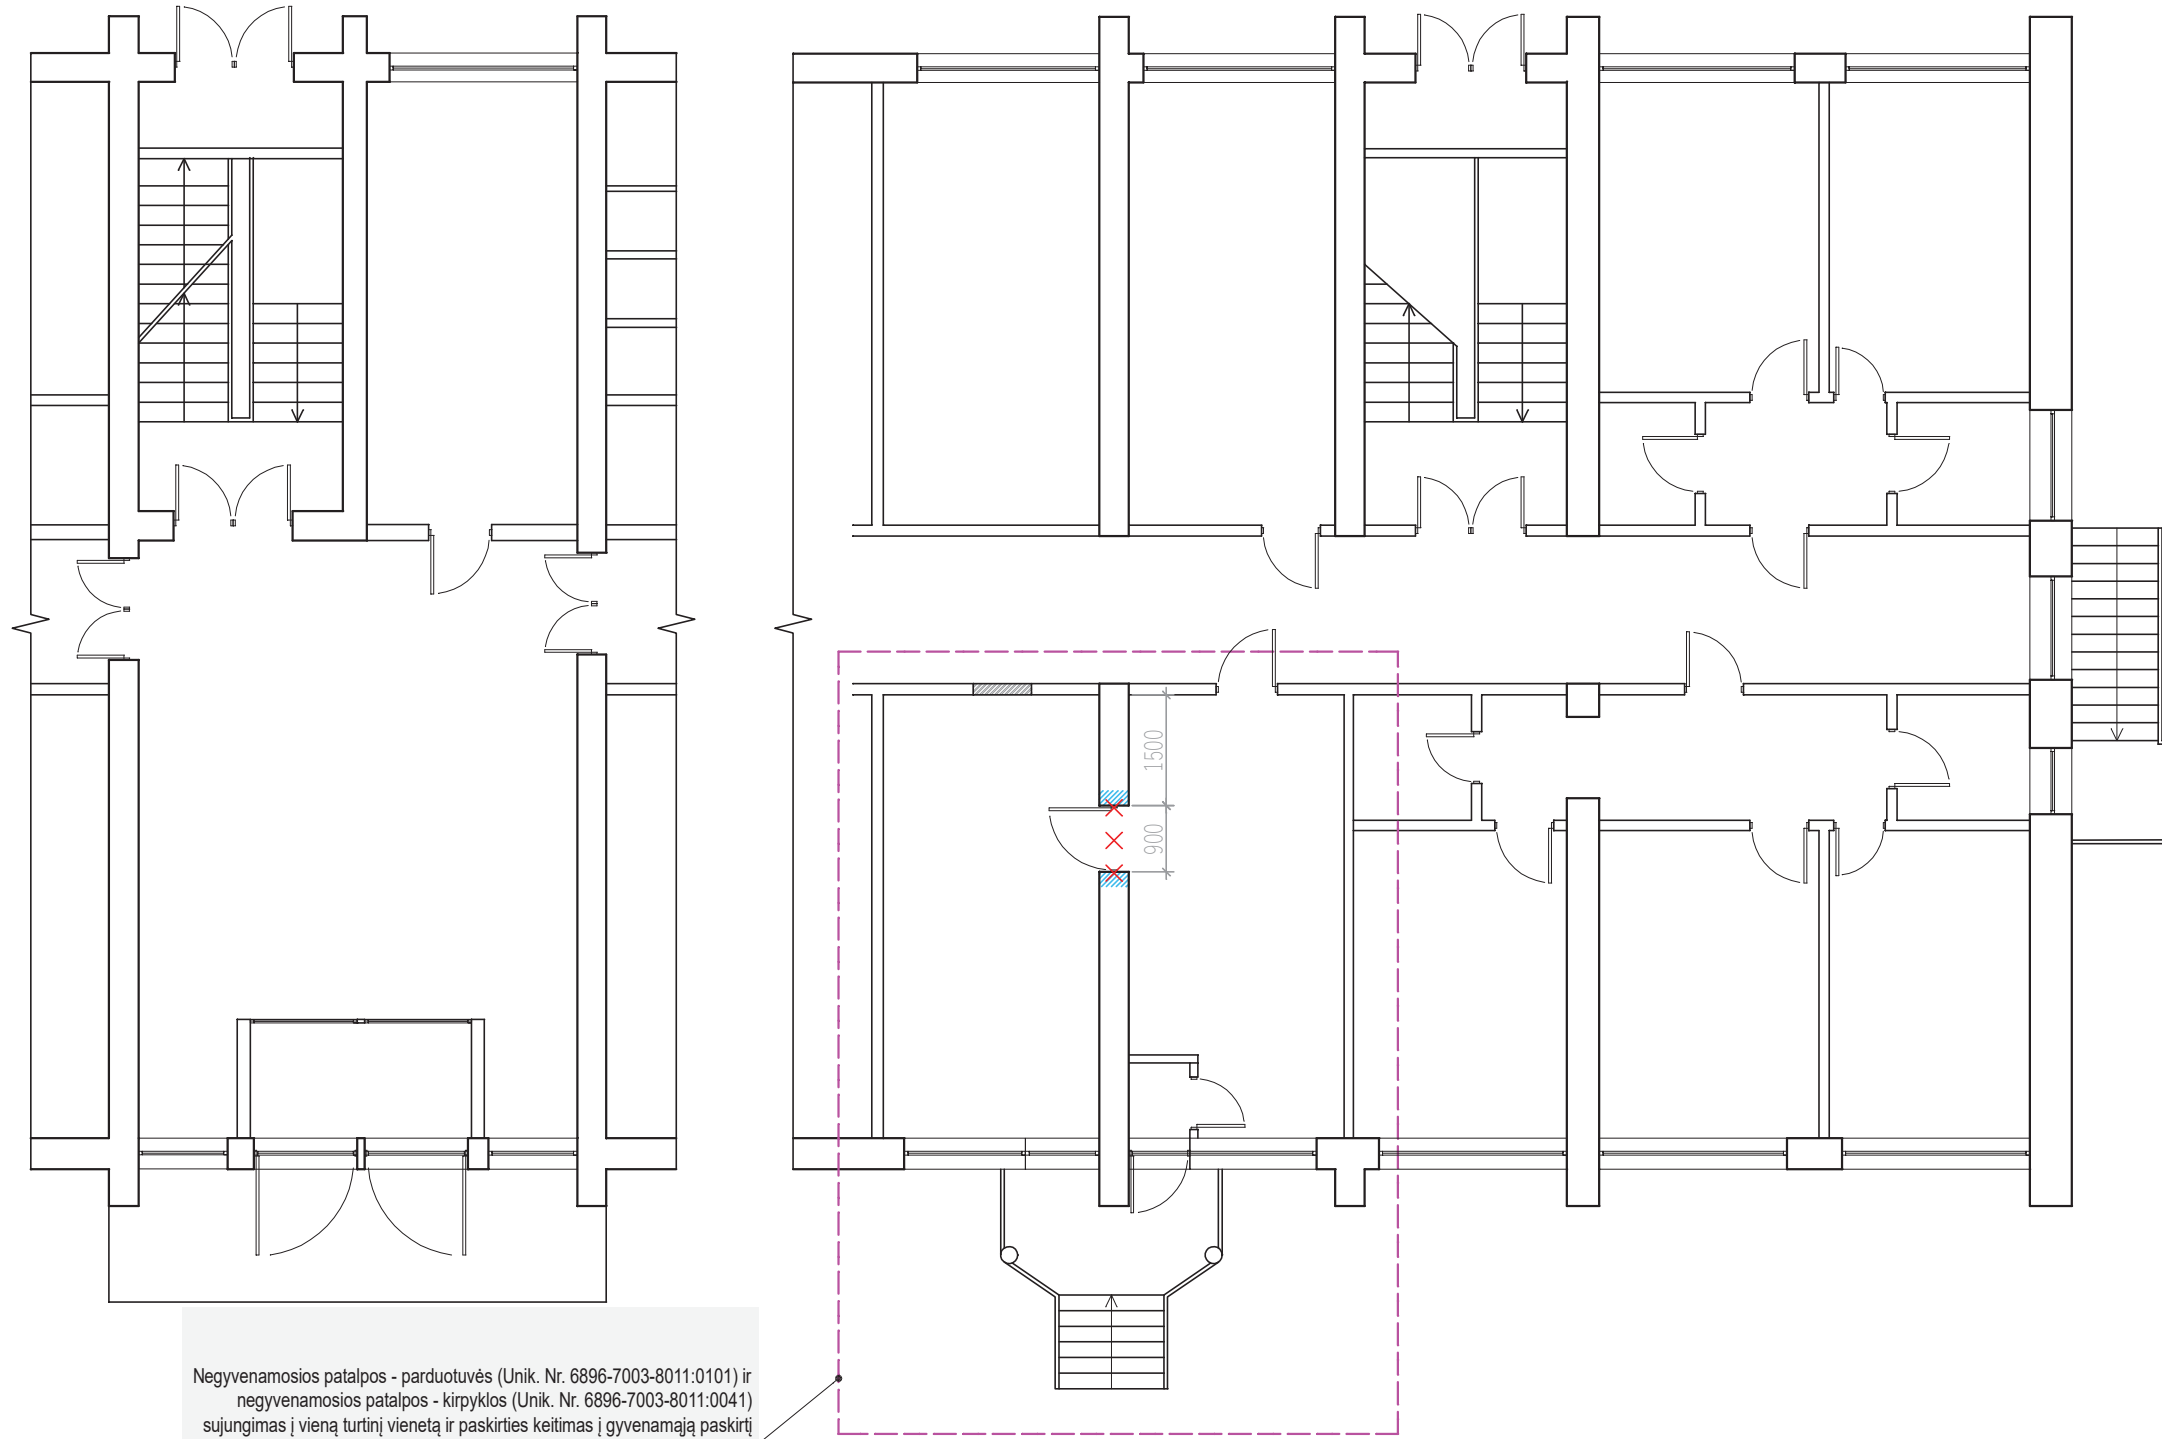 1500
900
Negyvenamosios patalpos - parduotuvės (Unik. Nr. 6896-7003-8011:0101) ir
negyvenamosios patalpos - kirpyklos (Unik. Nr. 6896-7003-8011:0041)
sujungimas į vieną turtinį vienetą ir paskirties keitimas į gyvenamąją paskirtį